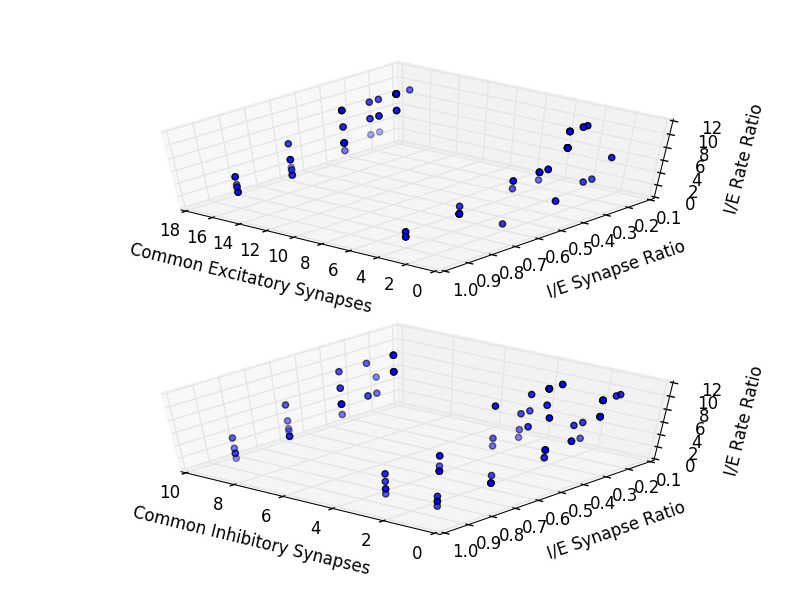 12
10
8
6
4
2
0
I/E Rate Ratio
18 16 14 12 10 8 6 4 2 0
Common Excitatory Synapses
1.0 0.9 0.8 0.7 0.6 0.5 0.4 0.3 0.2 0.1
I/E Synapse Ratio
12
10
8
6
4
2
0
I/E Rate Ratio
10 8 6 4 2 0
Common Inhibitory Synapses
1.0 0.9 0.8 0.7 0.6 0.5 0.4 0.3 0.2 0.1
I/E Synapse Ratio